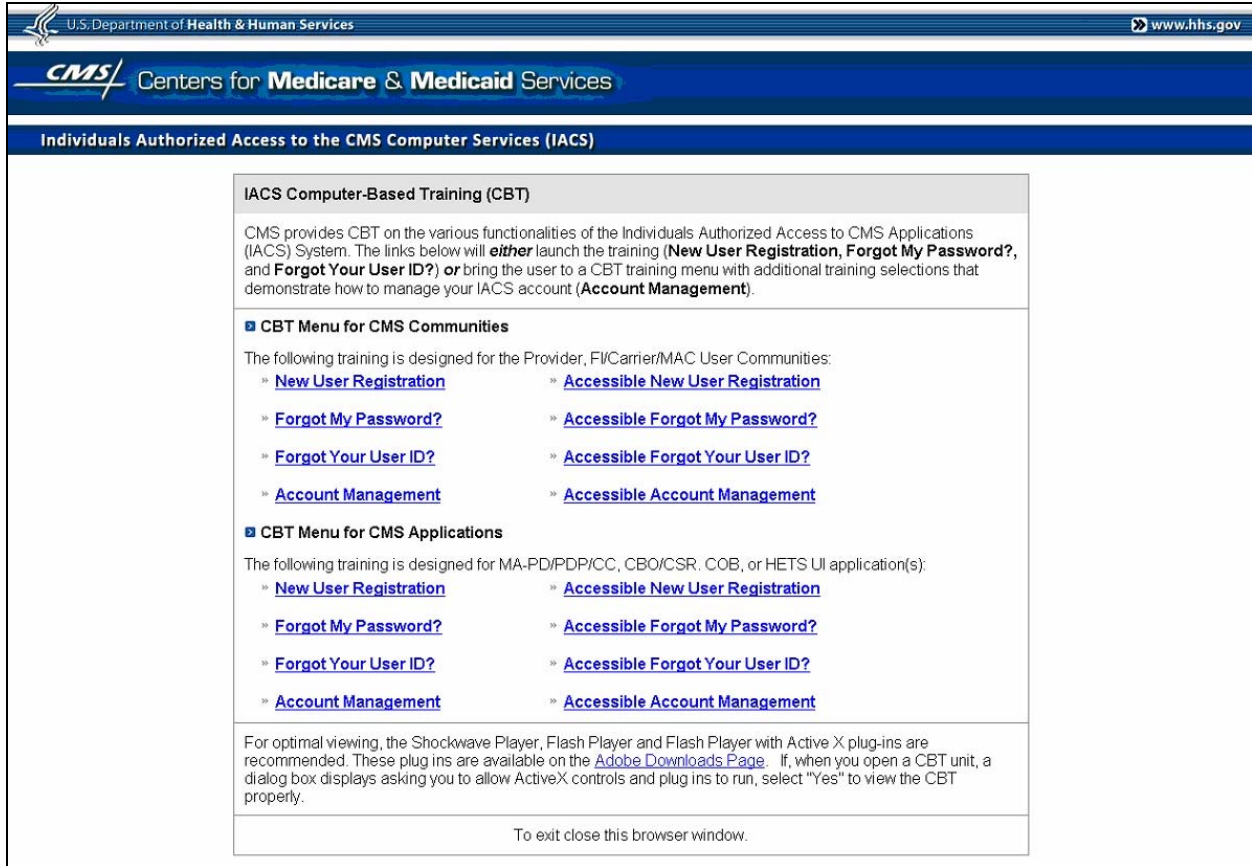 U.S. Department of Health & Human Services
www.hhs.gov
CMS/ Centers for Medicare & Medicaid Services
Individuals Authorized Access to the CMS Computer Services (IACS)
IACS Computer-Based Training (CBT)
CMS provides CBT on the various functionalities of the Individuals Authorized Access to CMS Applications
(IACS) System. The links below will either launch the training (New User Registration, Forgot My Password?,
and Forgot Your User ID?) or bring the user to a CBT training menu with additional training selections that
demonstrate how to manage your IACS account (Account Management).
CBT Menu for CMS Communities
The following training is designed for the Provider, FI/Carrier/MAC User Communities:
» New User Registration » Accessible New User Registration
» Forgot My Password? » Accessible Forgot My Password?
» Forgot Your User ID? » Accessible Forgot Your User ID?
» Account Management » Accessible Account Management
CBT Menu for CMS Applications
The following training is designed for MA-PD/PDP/CC, CBO/CSR. COB, or HETS UI application(s):
» New User Registration » Accessible New User Registration
» Forgot My Password? » Accessible Forgot My Password?
» Forgot Your User ID? » Accessible Forgot Your User ID?
» Account Management » Accessible Account Management
For optimal viewing, the Shockwave Player, Flash Player and Flash Player with Active X plug-ins are
recommended. These plug ins are available on the Adobe Downloads Page. If, when you open a CBT unit, a
dialog box displays asking you to allow ActiveX controls and plug ins to run, select "Yes" to view the CBT
properly.
To exit close this browser window.